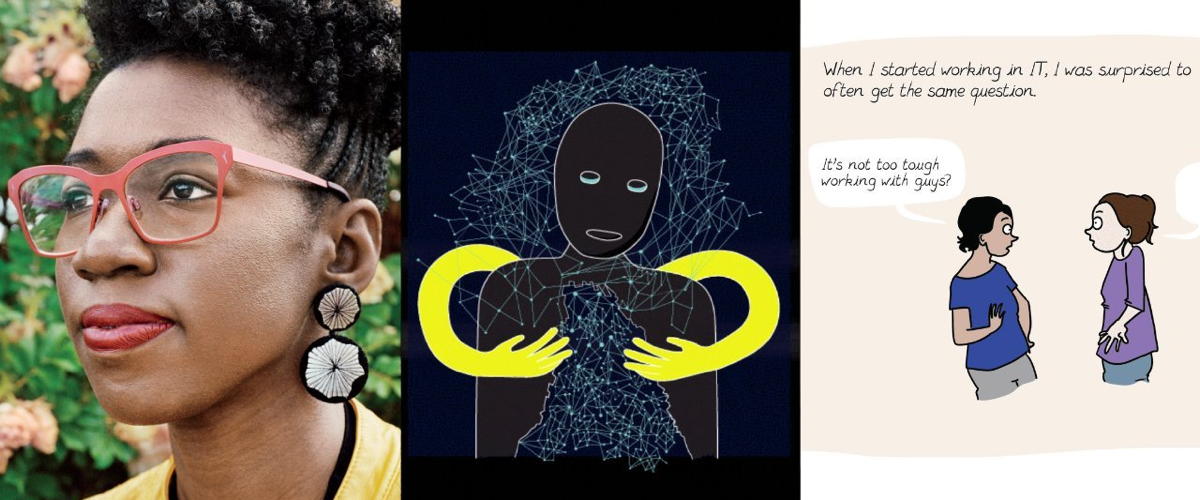 When I started working in IT, I was surprised to
often get the same question.
It's not too tough
working with guys?